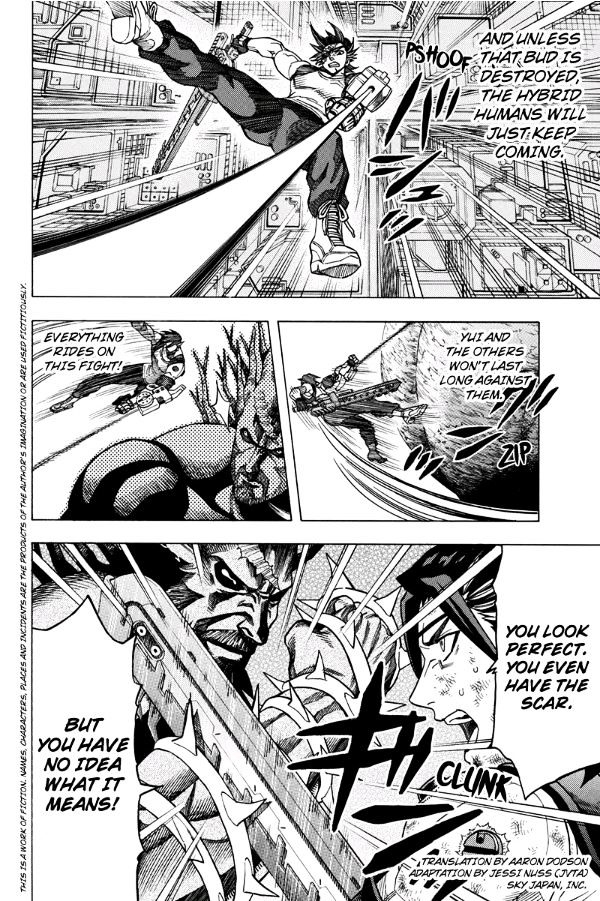 AND UNLESS
THAT BUD IS
DESTROYED,
THE HYBRID
HUMANS WILL
JUST KEEP
COMING.
PSHOOF
YUI AND
THE OTHERS
WON'T LAST
LONG AGAINST
THEM.
ZIP
EVERYTHING
RIDES ON
THIS FIGHT!
YOU LOOK
PERFECT.
YOU EVEN
HAVE THE
SCAR.
BUT
YOU HAVE
NO IDEA
WHAT IT
MEANS!
CLUNK
TRANSLATION BY AARON DODSON
ADAPTATION BY JESSI NUSS (JVTA)
SKY JAPAN, INC.
THIS IS A WORK OF FICTION. NAMES, CHARACTERS, PLACES AND INCIDENTS ARE THE PRODUCTS OF THE AUTHOR'S IMAGINATION OR ARE USED FICTITIOUSLY.